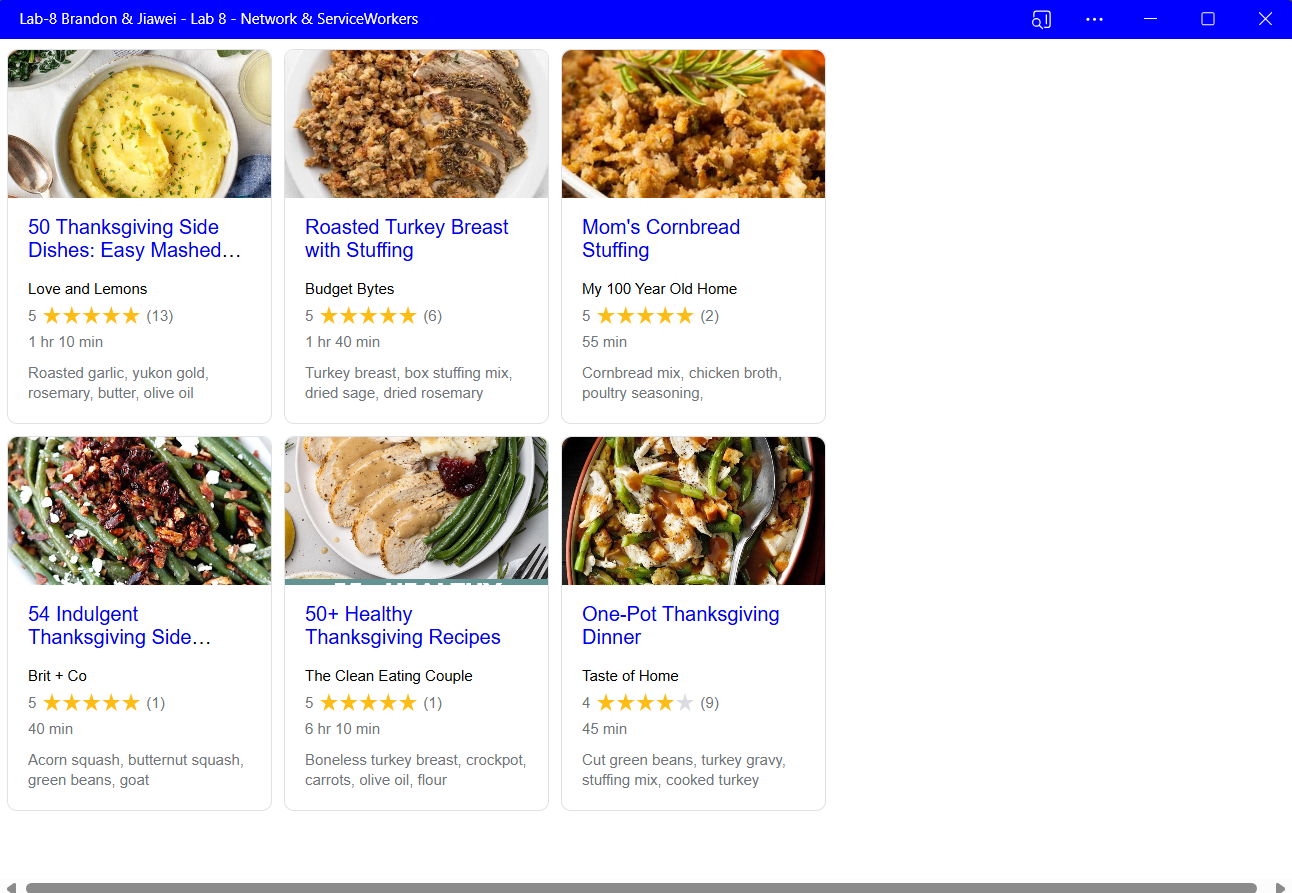 Lab-8 Brandon & Jiawei - Lab 8 - Network & ServiceWorkers
50 Thanksgiving Side
Dishes: Easy Mashed…
Love and Lemons
5 ★★★★★ (13)
1 hr 10 min
Roasted garlic, yukon gold,
rosemary, butter, olive oil
Roasted Turkey Breast
with Stuffing
Budget Bytes
5 ★★★★★ (6)
1 hr 40 min
Turkey breast, box stuffing mix,
dried sage, dried rosemary
Mom's Cornbread
Stuffing
My 100 Year Old Home
5 ★★★★★ (2)
55 min
Cornbread mix, chicken broth,
poultry seasoning,
54 Indulgent
Thanksgiving Side…
Brit + Co
5 ★★★★★ (1)
40 min
Acorn squash, butternut squash,
green beans, goat
50+ Healthy
Thanksgiving Recipes
The Clean Eating Couple
5 ★★★★★ (1)
6 hr 10 min
Boneless turkey breast, crockpot,
carrots, olive oil, flour
One-Pot Thanksgiving
Dinner
Taste of Home
4 ★★★★★ (9)
45 min
Cut green beans, turkey gravy,
stuffing mix, cooked turkey